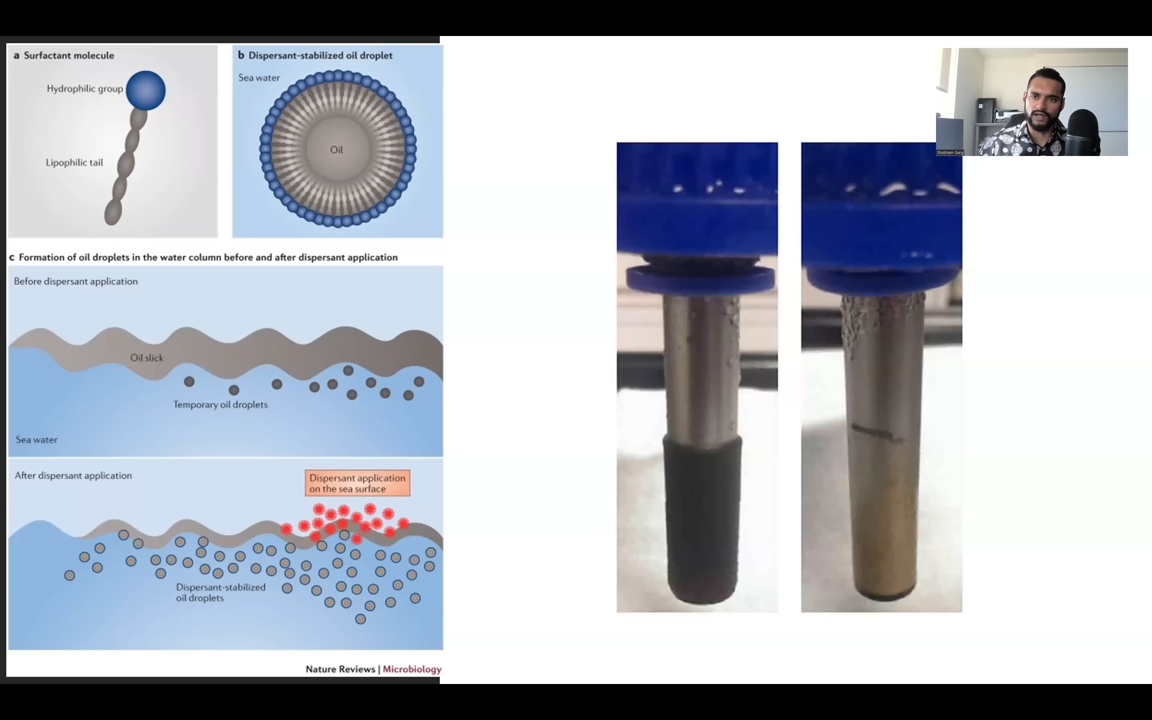 a Surfactant molecule
Hydrophilic group
Lipophilic tail
b Dispersant-stabilized oil droplet
Sea water
Oil
c Formation of oil droplets in the water column before and after dispersant application
Before dispersant application
Oil slick
Temporary oil droplets
Sea water
After dispersant application
Dispersant application
on the sea surface
Dispersant-stabilized
oil droplets
Nature Reviews | Microbiology